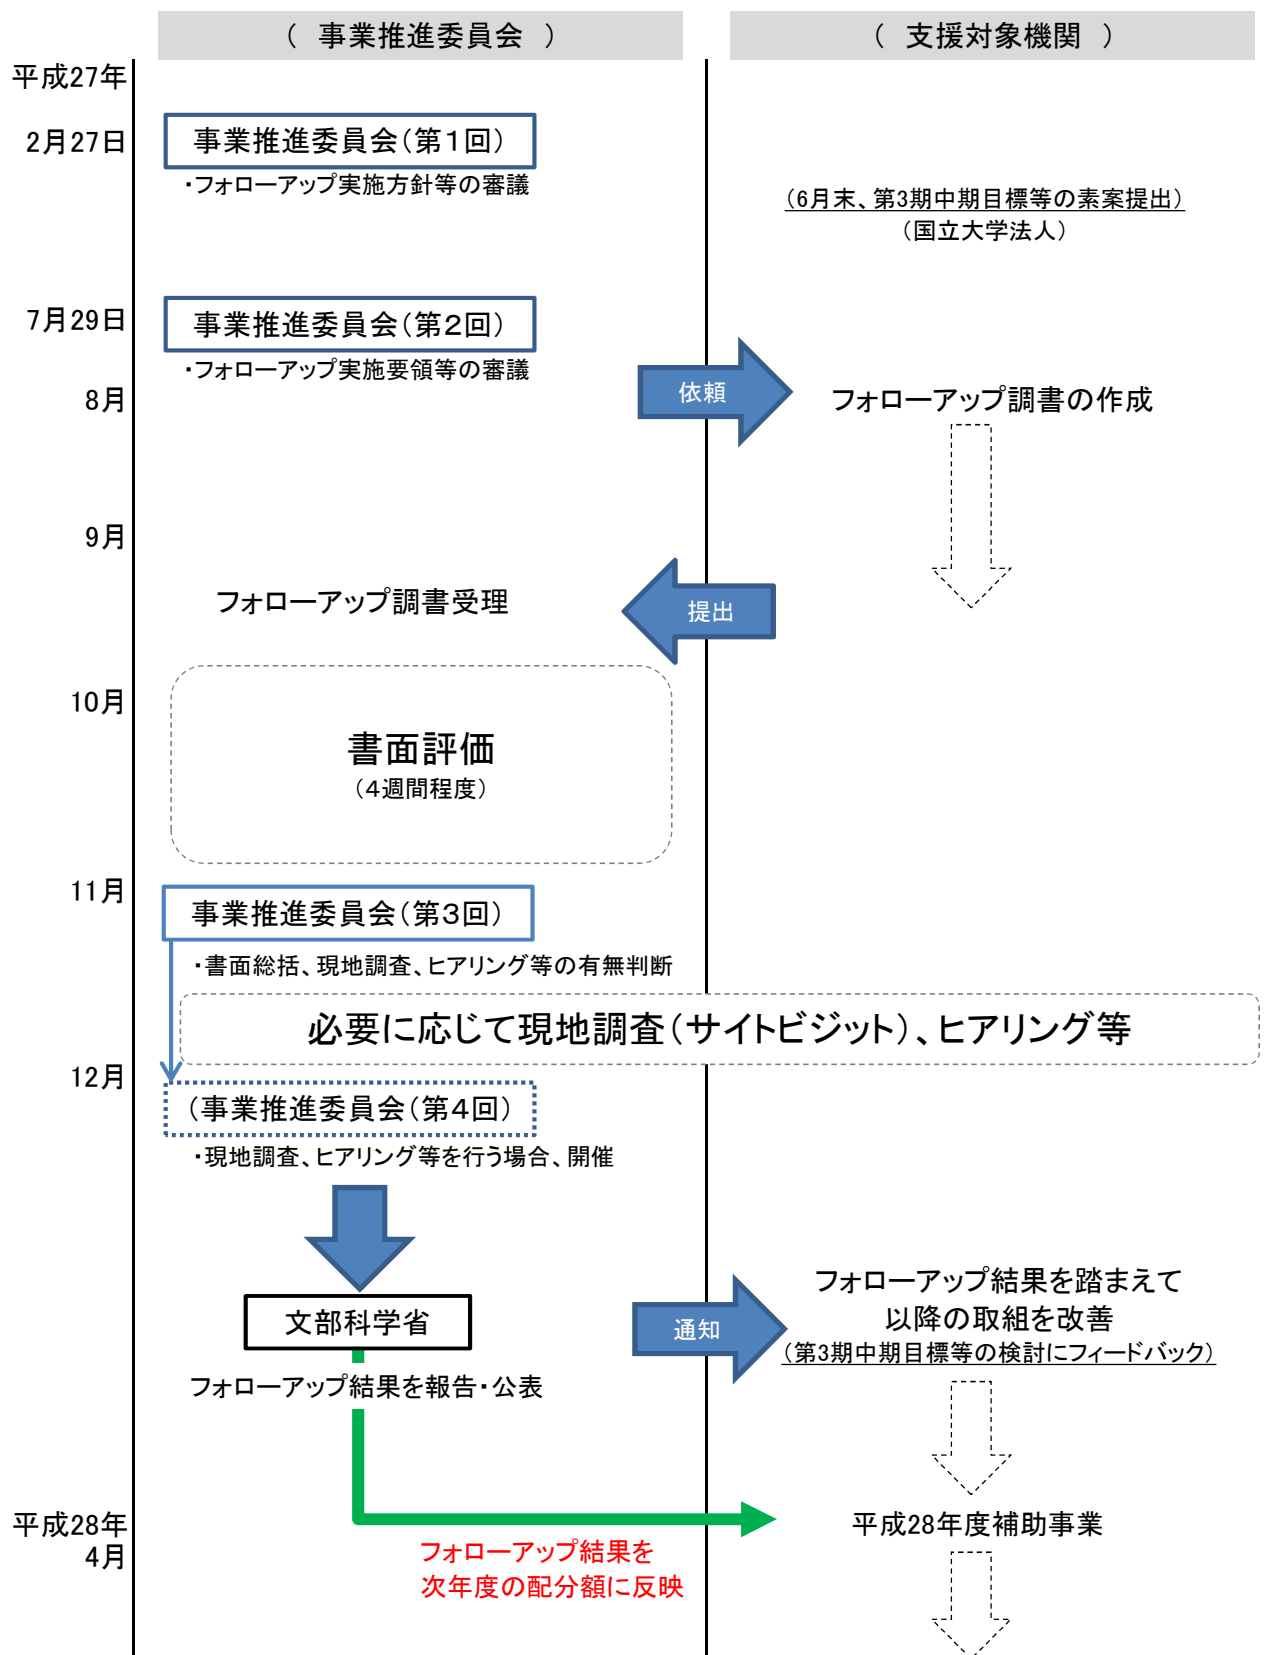 （　事業推進委員会　）
（　支援対象機関　）
平成27年
2月27日
事業推進委員会（第１回）
・フォローアップ実施方針等の審議
（6月末、第3期中期目標等の素案提出）
（国立大学法人）
7月29日
事業推進委員会（第２回）
・フォローアップ実施要領等の審議
8月
依頼
フォローアップ調書の作成
9月
フォローアップ調書受理
提出
10月
書面評価
（４週間程度）
11月
事業推進委員会（第３回）
・書面総括、現地調査、ヒアリング等の有無判断
必要に応じて現地調査（サイトビジット）、ヒアリング等
12月
（事業推進委員会（第４回）
・現地調査、ヒアリング等を行う場合、開催
文部科学省
通知
フォローアップ結果を踏まえて
以降の取組を改善
（第3期中期目標等の検討にフィードバック）
フォローアップ結果を報告・公表
平成28年
4月
平成28年度補助事業
フォローアップ結果を
次年度の配分額に反映